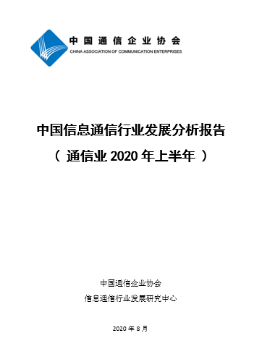 中国通信企业协会
CHINA ASSOCIATION OF COMMUNICATION ENTERPRISES
中国信息通信行业发展分析报告
（ 通信业 2020 年上半年 ）
中国通信企业协会
信息通信行业发展研究中心
2020 年 8 月